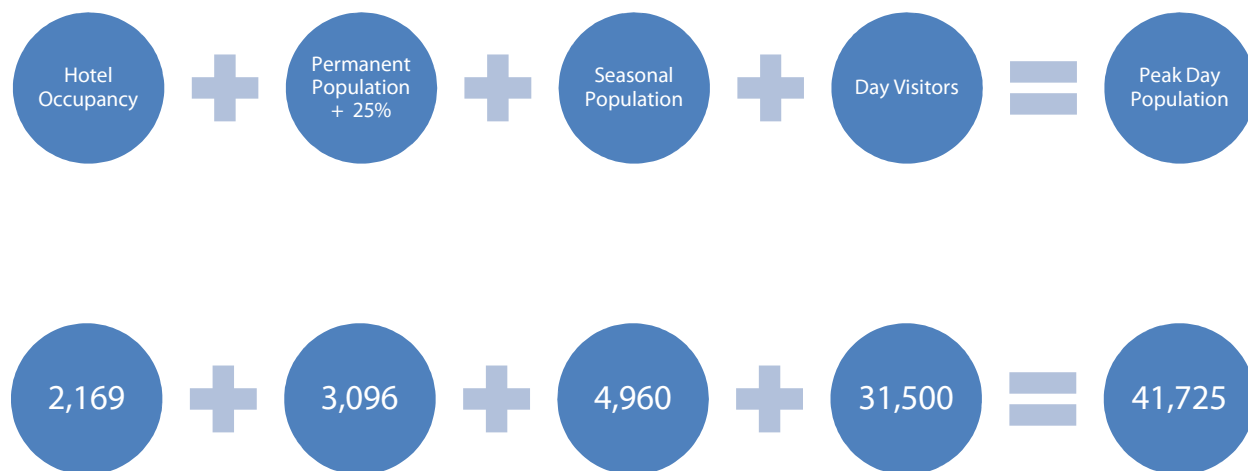 Hotel
Occupancy
Permanent
Population
+ 25%
Seasonal
Population
Day Visitors
Peak Day
Population
2,169
3,096
4,960
31,500
41,725